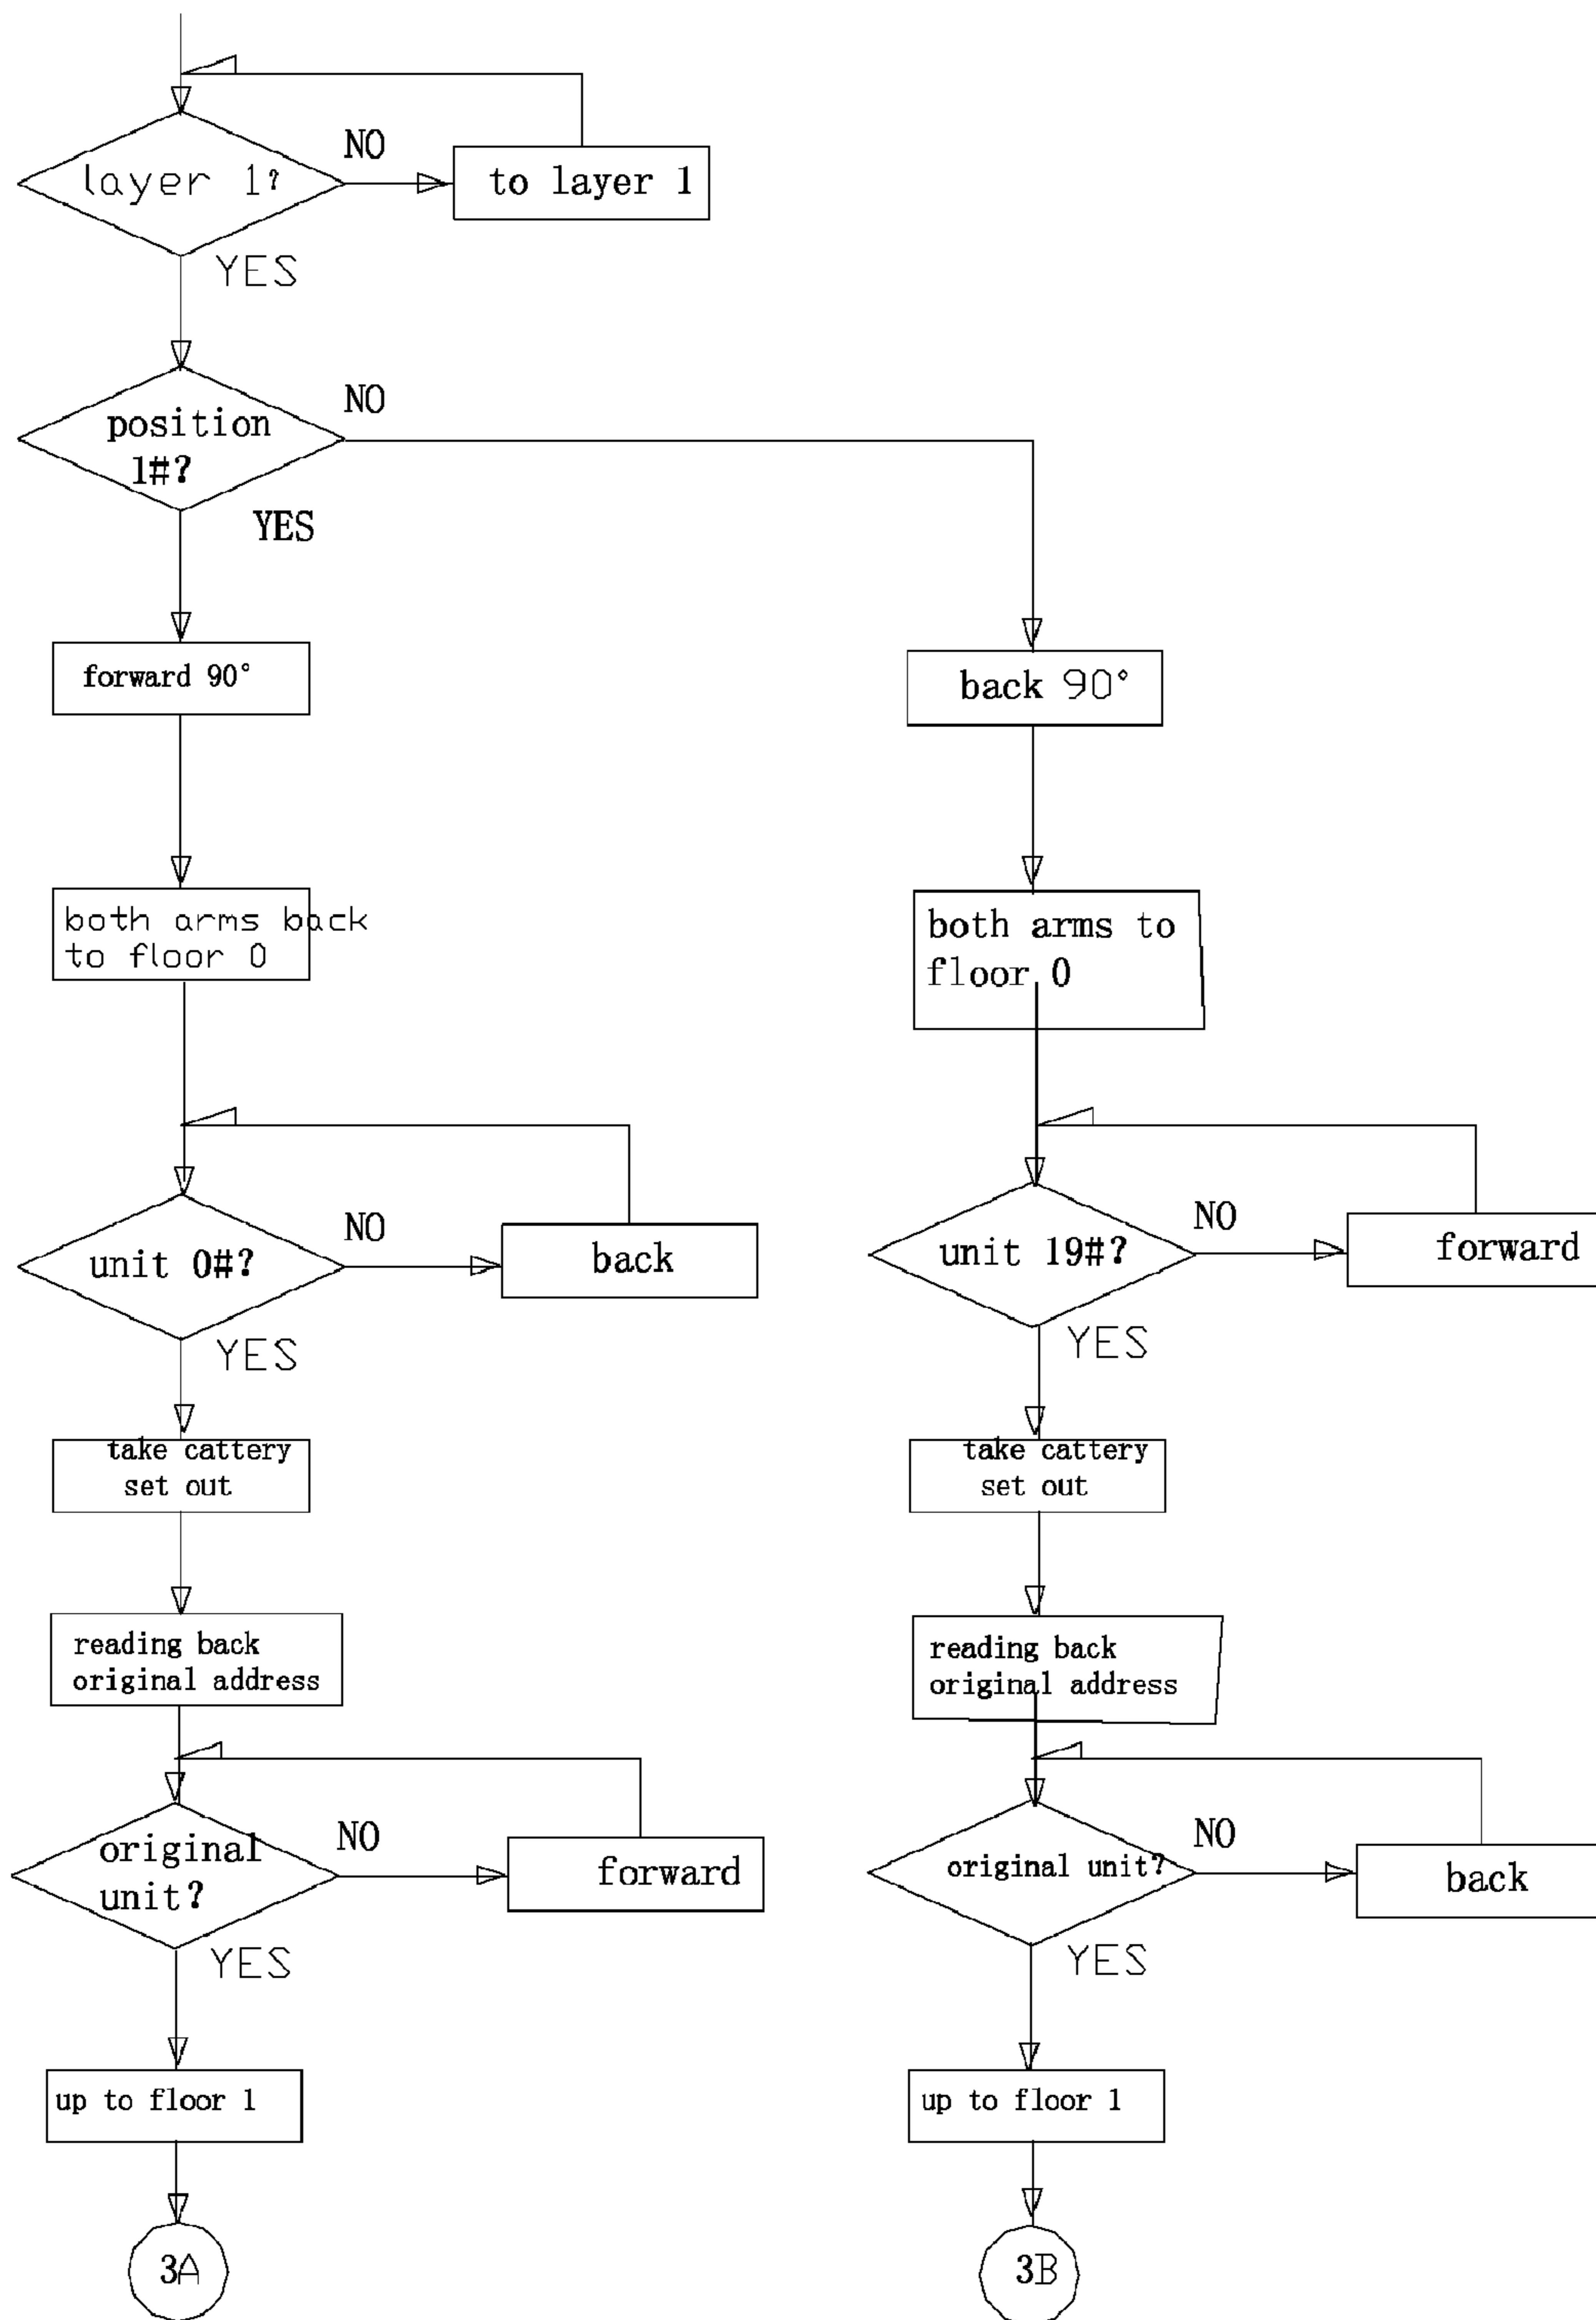 NO
layer 1?
to layer 1
YES
NO
position
1#?
YES
forward 90°
back 90°
both arms back
to floor 0
both arms to
floor 0
NO
unit 0#?
back
YES
NO
unit 19#?
forward
YES
take cattery
set out
take cattery
set out
reading back
original address
reading back
original address
NO
original
unit?
forward
YES
NO
original unit?
back
YES
up to floor 1
up to floor 1
3A
3B